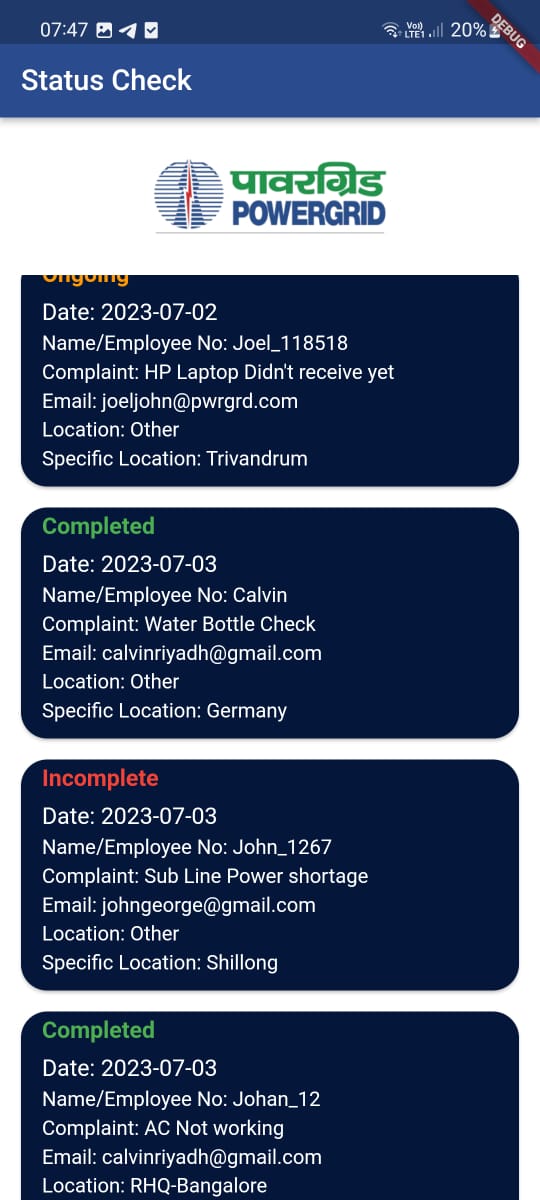 07:47 Vo)) LTE1 20%
DEBUG
Status Check
पावरग्रिड
POWERGRID
Ongoing
Date: 2023-07-02
Name/Employee No: Joel_118518
Complaint: HP Laptop Didn't receive yet
Email: joeljohn@pwrgrd.com
Location: Other
Specific Location: Trivandrum
Completed
Date: 2023-07-03
Name/Employee No: Calvin
Complaint: Water Bottle Check
Email: calvinriyadh@gmail.com
Location: Other
Specific Location: Germany
Incomplete
Date: 2023-07-03
Name/Employee No: John_1267
Complaint: Sub Line Power shortage
Email: johngeorge@gmail.com
Location: Other
Specific Location: Shillong
Completed
Date: 2023-07-03
Name/Employee No: Johan_12
Complaint: AC Not working
Email: calvinriyadh@gmail.com
Location: RHQ-Bangalore